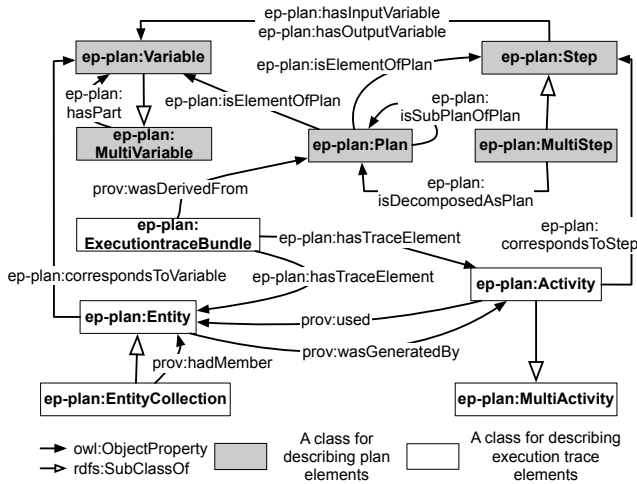 ep-plan:hasInputVariable
ep-plan:hasOutputVariable
ep-plan:Variable
ep-plan:Step
ep-plan:isElementOfPlan
ep-plan:
hasPart
ep-plan:isElementOfPlan
ep-plan:
isSubPlanOfPlan
ep-plan:
MultiVariable
ep-plan:Plan
ep-plan:MultiStep
prov:wasDerivedFrom
ep-plan:
isDecomposedAsPlan
ep-plan:
ExecutiontraceBundle
ep-plan:hasTraceElement
ep-plan:
correspondsToStep
ep-plan:correspondsToVariable
ep-plan:hasTraceElement
ep-plan:Activity
ep-plan:Entity
prov:used
prov:wasGeneratedBy
prov:hadMember
ep-plan:EntityCollection
ep-plan:MultiActivity
owl:ObjectProperty
rdfs:SubClassOf
A class for
describing plan
elements
A class for describing
execution trace
elements